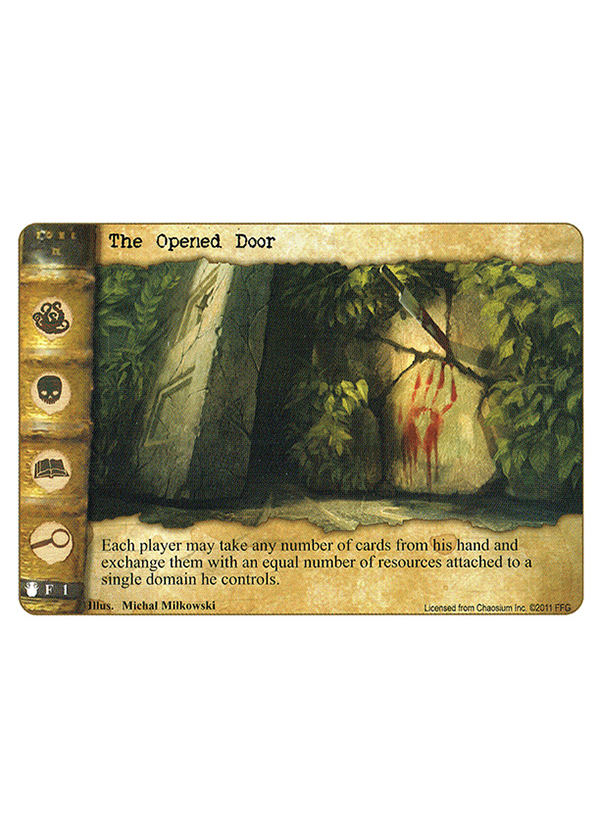 The Opened Door
Each player may take any number of cards from his hand and
exchange them with an equal number of resources attached to a
single domain he controls.
F 1
Illus. Michal Milkowski
Licensed from Chaosium Inc. ©2011 FFG